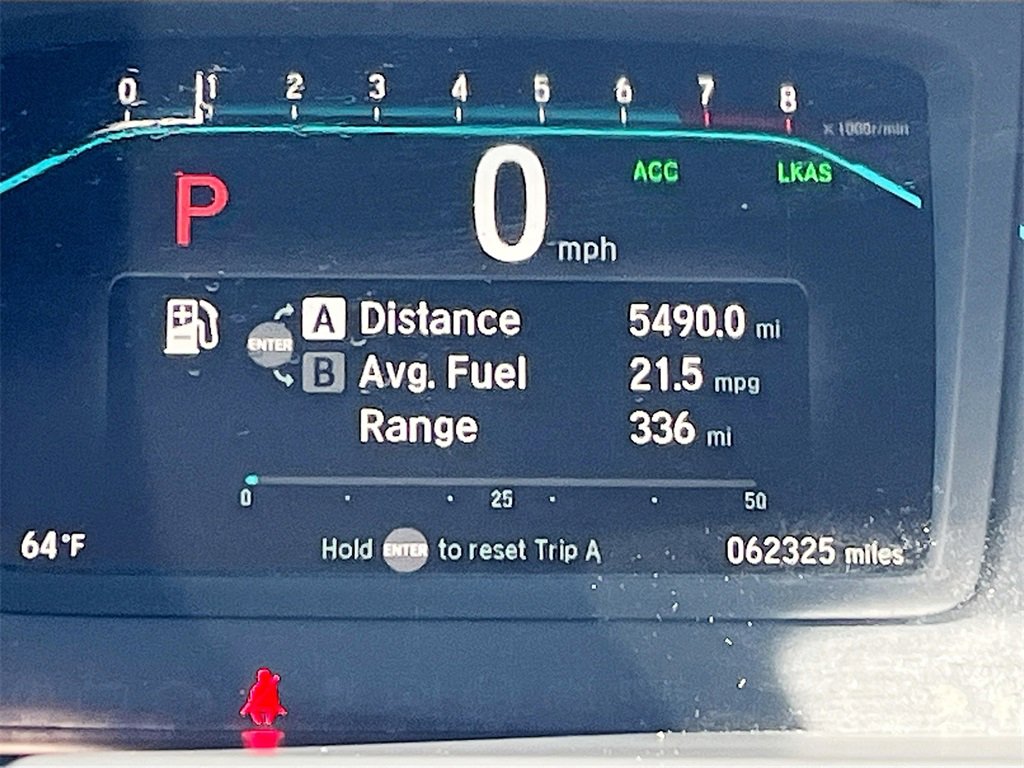 0 1 2 3 4 5 6 7 8
x 1000r/min
P 0 mph ACC LKAS
A Distance 5490.0 mi
ENTER
B Avg. Fuel 21.5 mpg
Range 336 mi
0 25 50
64°F Hold ENTER to reset Trip A 062325 miles